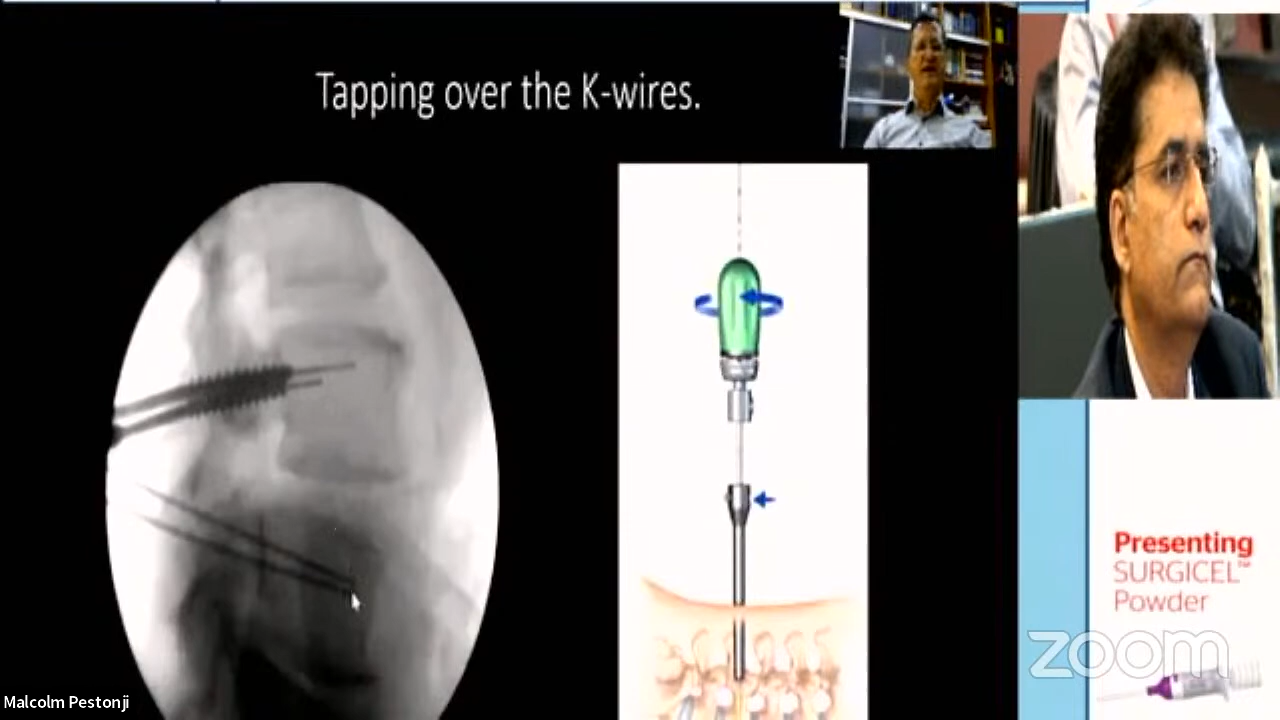 Tapping over the K-wires.
Presenting
SURGICEL™
Powder
zoom
Malcolm Pestonji